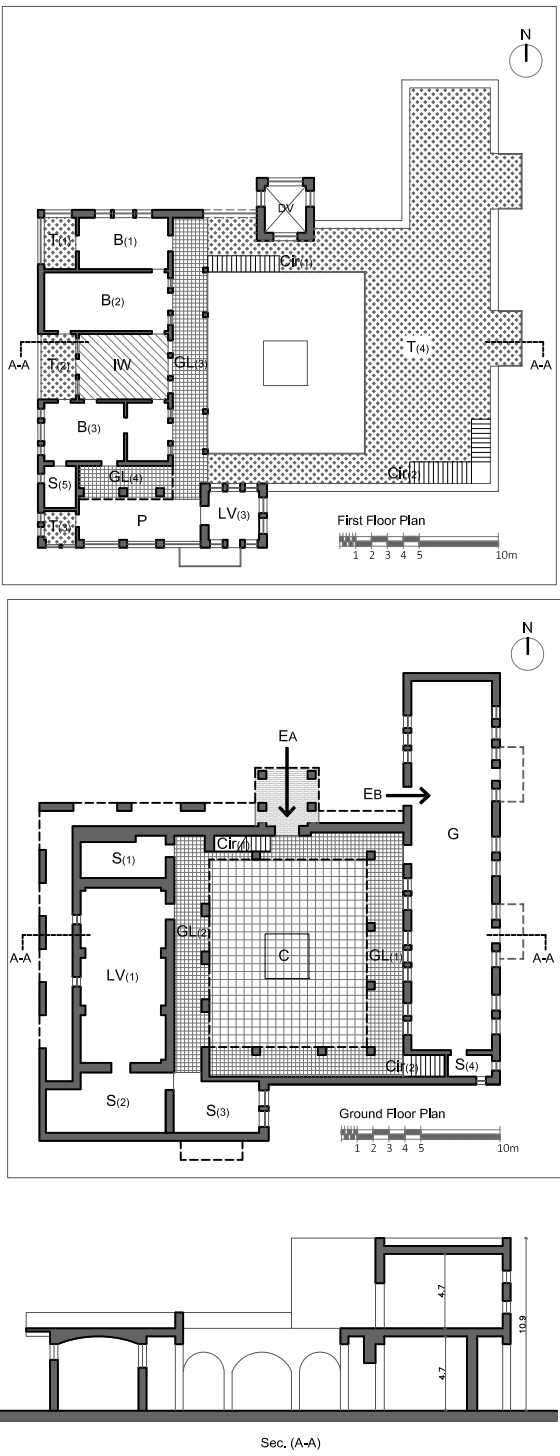 N
DV
T(1)
B(1)
Cir(1)
B(2)
A-A
T(2)
IW
GL(3)
T(4)
A-A
B(3)
S(5)
GL(4)
Cir(2)
T(3)
P
LV(3)
First Floor Plan
1 2 3 4 5 10m
N
EA
EB
G
Cir(1)
S(1)
GL(2)
A-A
LV(1)
C
GL(1)
A-A
Cir(2)
S(4)
S(2)
S(3)
Ground Floor Plan
1 2 3 4 5 10m
4.7
10.9
4.7
Sec. (A-A)